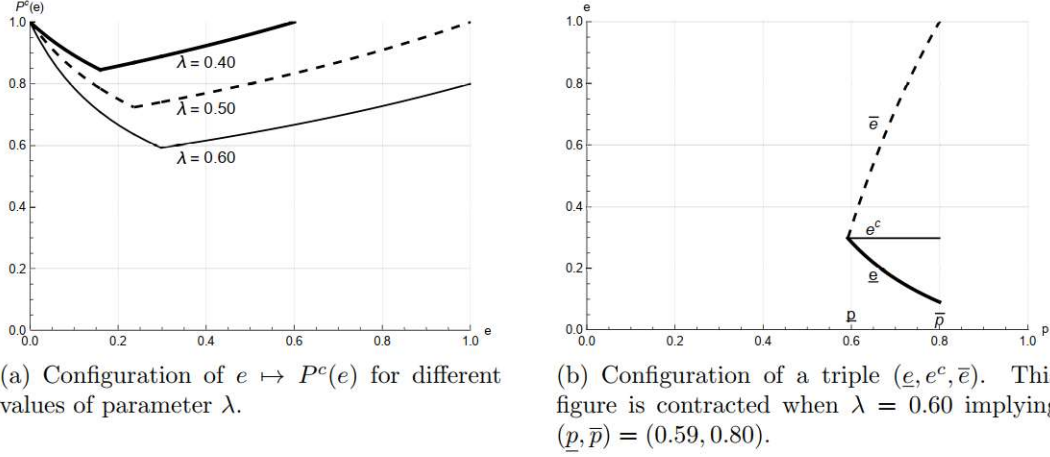 P^c(e)
1.0
0.8
0.6
0.4
0.2
0.0
0.0 0.2 0.4 0.6 0.8 1.0 e
λ = 0.40
λ = 0.50
λ = 0.60
e
1.0
0.8
0.6
0.4
0.2
0.0
0.0 0.2 0.4 0.6 0.8 1.0 p
e̅
e^c
e̲
p̲ p̅
(a) Configuration of e ↦ P^c(e) for different
values of parameter λ.
(b) Configuration of a triple (e̲, e^c, e̅). Thi
figure is contracted when λ = 0.60 implying
(p̲, p̅) = (0.59, 0.80).